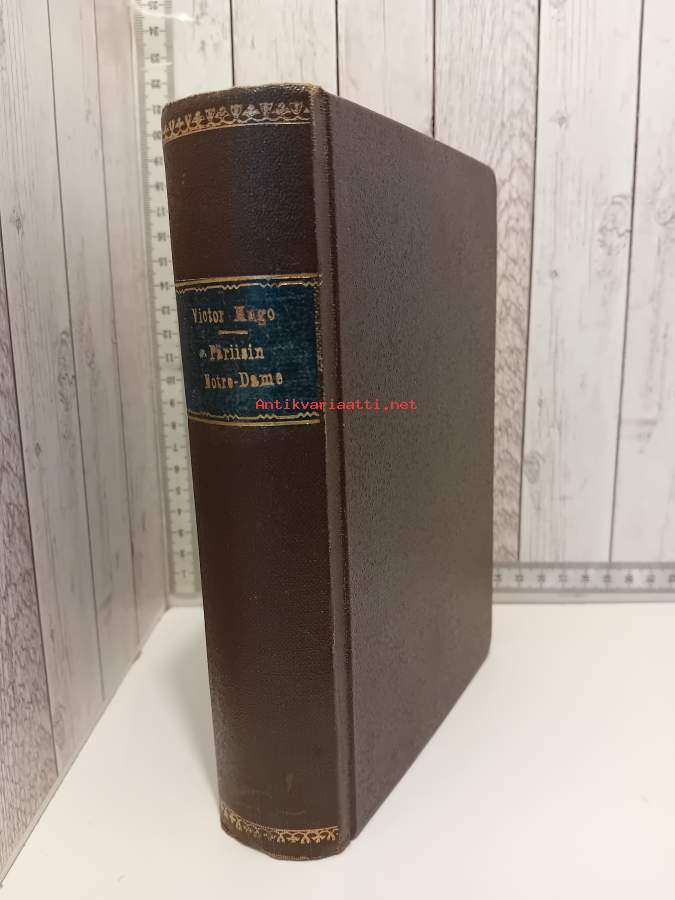 Victor Hugo
Pariisin
Notre-Dame
Antikvariaatti.net